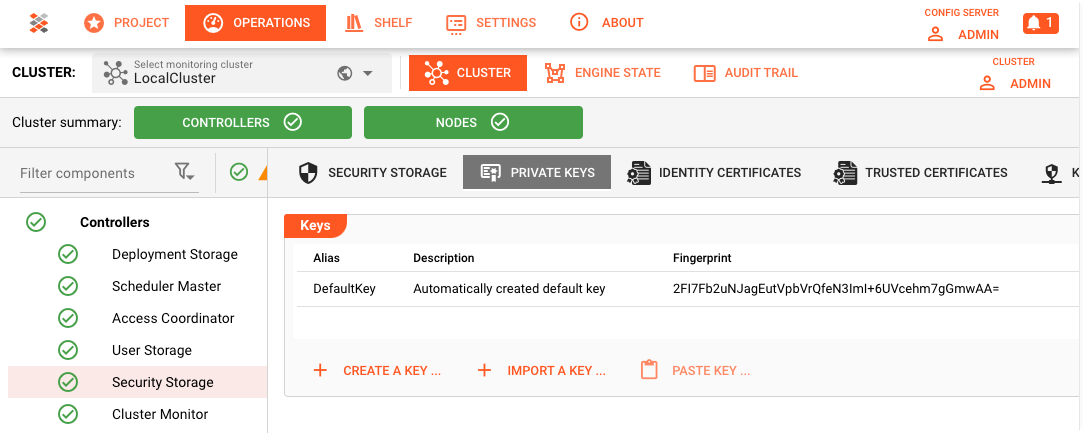 PROJECT OPERATIONS SHELF SETTINGS ABOUT CONFIG SERVER ADMIN 1
CLUSTER: Select monitoring cluster LocalCluster CLUSTER ENGINE STATE AUDIT TRAIL CLUSTER ADMIN
Cluster summary: CONTROLLERS NODES
Filter components SECURITY STORAGE PRIVATE KEYS IDENTITY CERTIFICATES TRUSTED CERTIFICATES K
Controllers
Deployment Storage
Scheduler Master
Access Coordinator
User Storage
Security Storage
Cluster Monitor
Keys
Alias Description Fingerprint
DefaultKey Automatically created default key 2FI7Fb2uNJagEutVpbVrQfeN3ImI+6UVcehm7gGmwAA=
CREATE A KEY ... IMPORT A KEY ... PASTE KEY ...